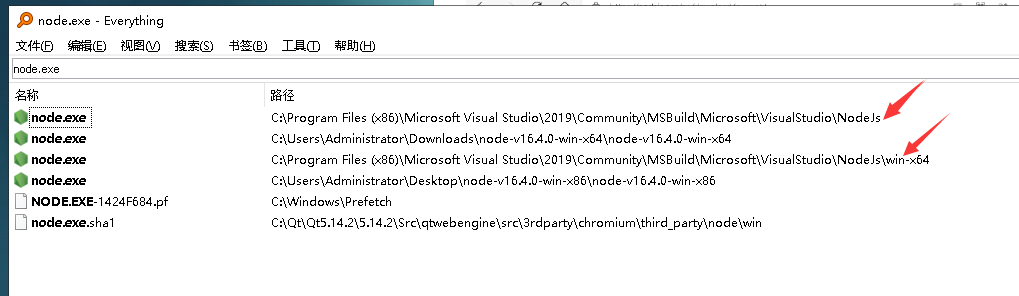 node.exe - Everything
文件(F) 编辑(E) 视图(V) 搜索(S) 书签(B) 工具(T) 帮助(H)
node.exe
名称 路径
node.exe C:\Program Files (x86)\Microsoft Visual Studio\2019\Community\MSBuild\Microsoft\VisualStudio\NodeJs
node.exe C:\Users\Administrator\Downloads\node-v16.4.0-win-x64\node-v16.4.0-win-x64
node.exe C:\Program Files (x86)\Microsoft Visual Studio\2019\Community\MSBuild\Microsoft\VisualStudio\NodeJs\win-x64
node.exe C:\Users\Administrator\Desktop\node-v16.4.0-win-x86\node-v16.4.0-win-x86
NODE.EXE-1424F684.pf C:\Windows\Prefetch
node.exe.sha1 C:\Qt\Qt5.14.2\5.14.2\Src\qtwebengine\src\3rdparty\chromium\third_party\node\win